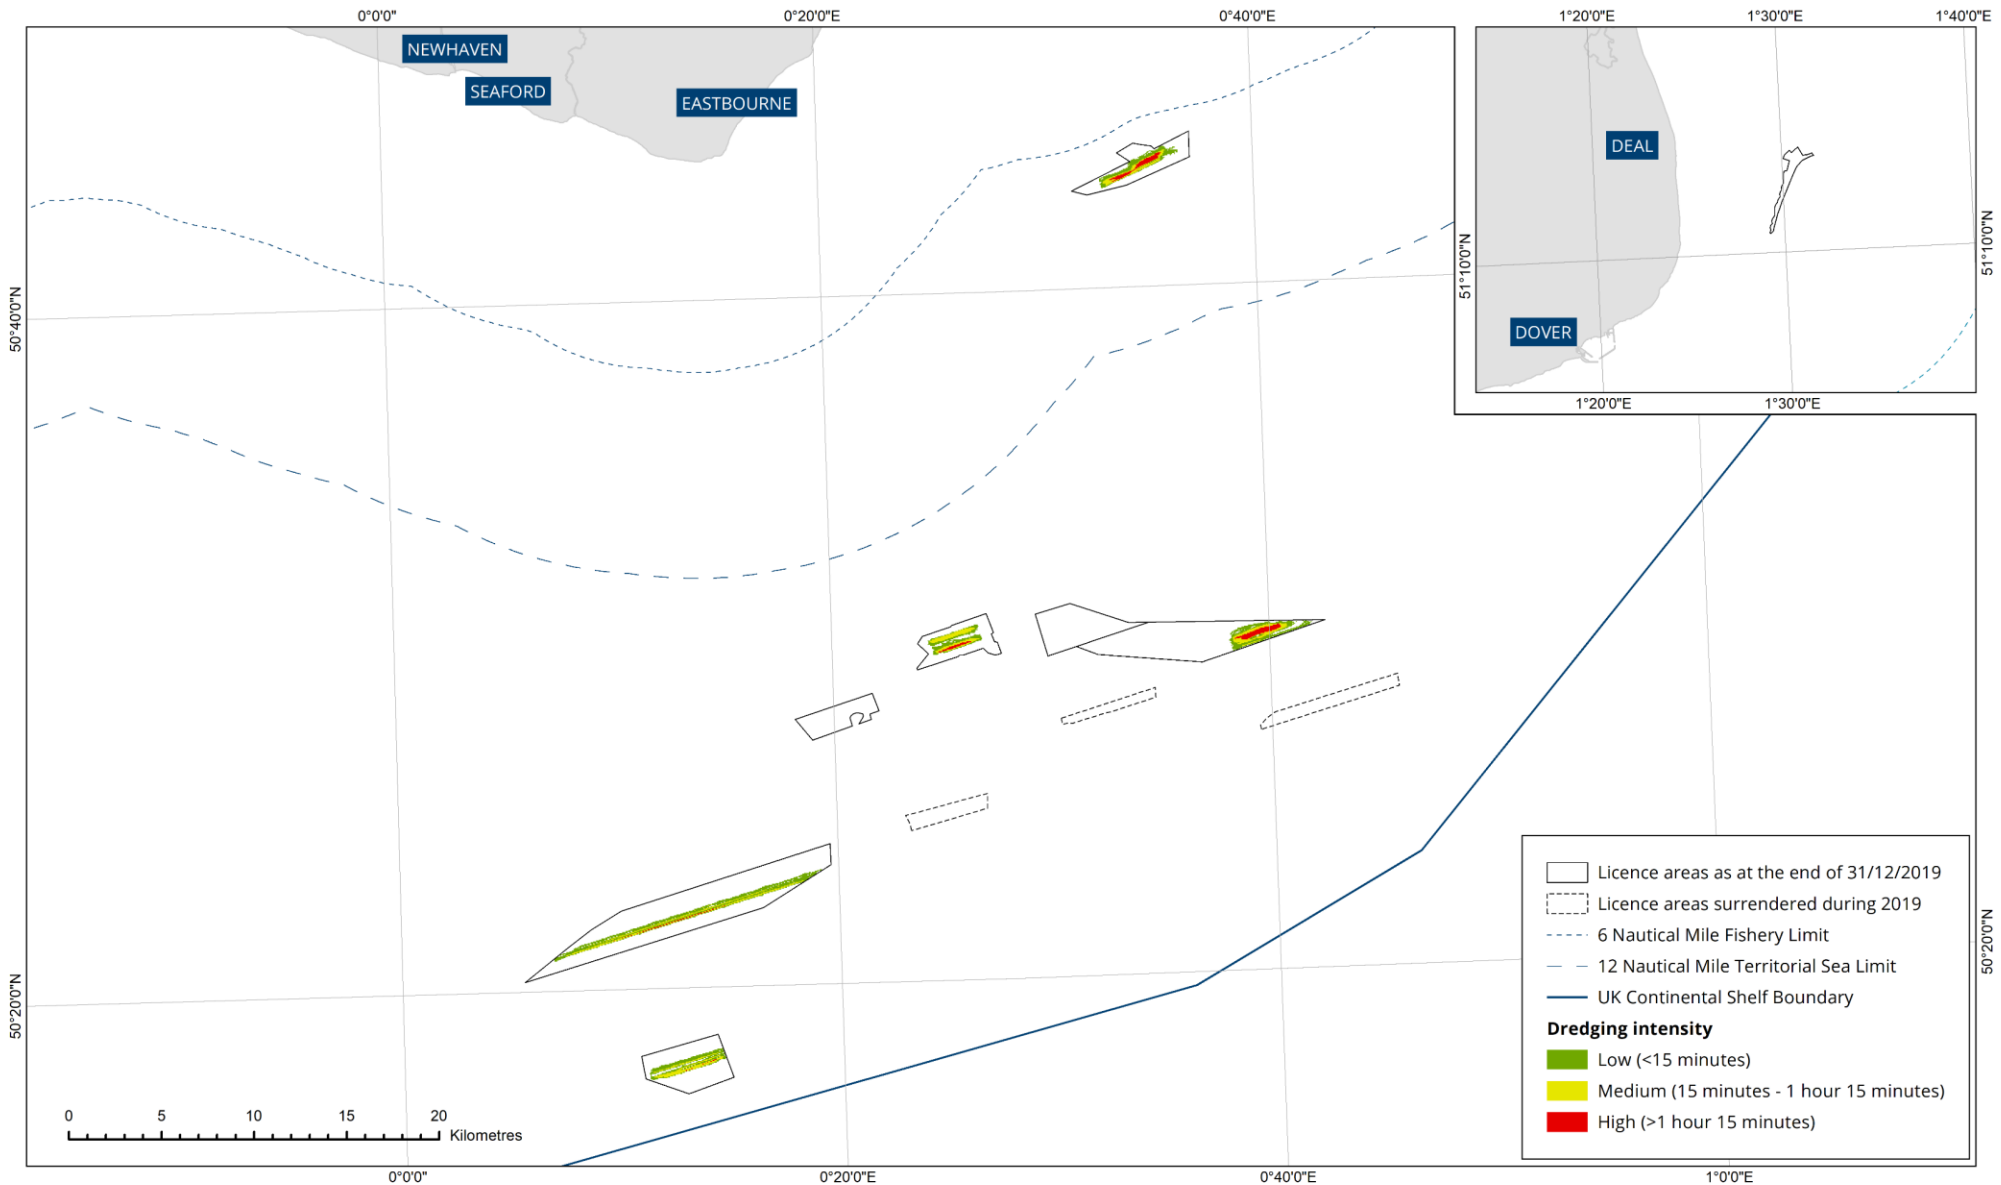 0°0'0"
0°20'0"E
0°40'0"E
1°20'0"E
1°30'0"E
1°40'0"E
NEWHAVEN
SEAFORD
EASTBOURNE
DEAL
DOVER
51°10'0"N
51°10'0"N
50°40'0"N
1°20'0"E
1°30'0"E
Licence areas as at the end of 31/12/2019
Licence areas surrendered during 2019
6 Nautical Mile Fishery Limit
12 Nautical Mile Territorial Sea Limit
UK Continental Shelf Boundary
Dredging intensity
Low (<15 minutes)
Medium (15 minutes - 1 hour 15 minutes)
High (>1 hour 15 minutes)
50°20'0"N
50°20'0"N
0 5 10 15 20
Kilometres
0°0'0"
0°20'0"E
0°40'0"E
1°0'0"E